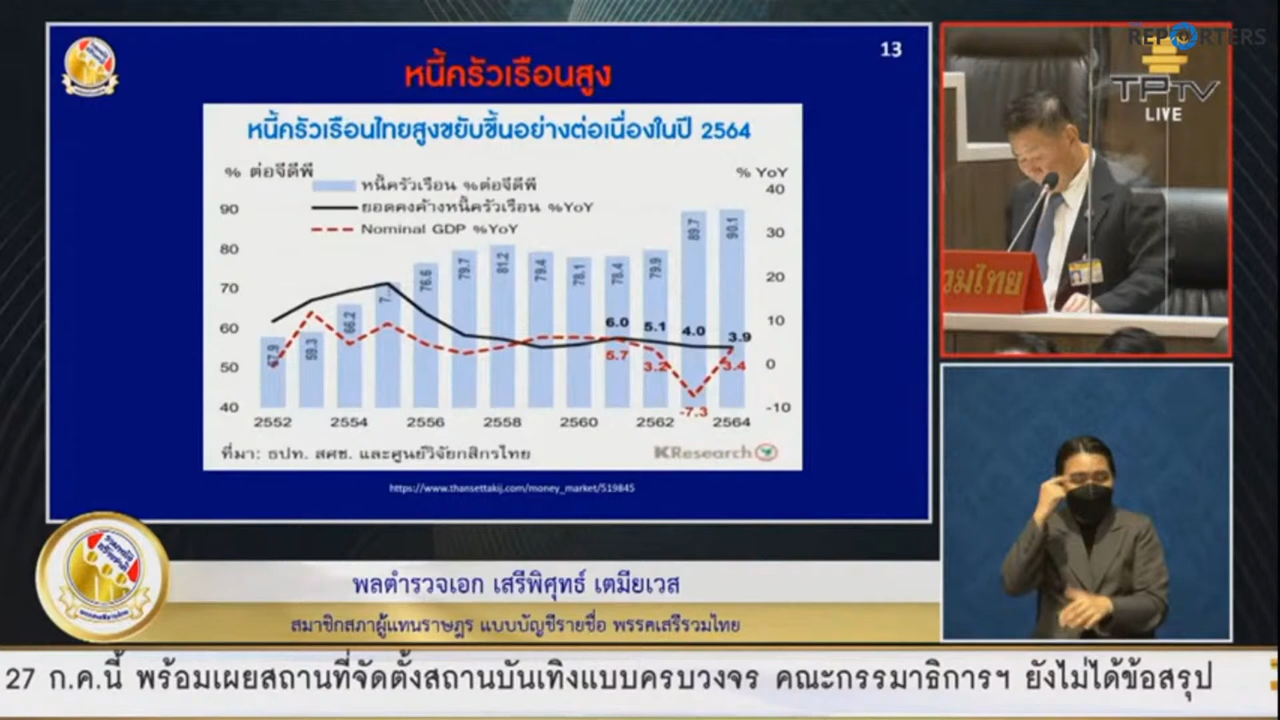 REPORTERS
TPTV
LIVE
13
หนี้ครัวเรือนสูง
หนี้ครัวเรือนไทยสูงขยับขึ้นอย่างต่อเนื่องในปี 2564
% ต่อจีดีพี
% YoY
หนี้ครัวเรือน %ต่อจีดีพี
ยอดคงค้างหนี้ครัวเรือน %YoY
Nominal GDP %YoY
90
80
70
60
50
40
40
30
20
10
0
-10
59.3 66.2 76.6 79.7 81.2 79.4 78.1 78.4 79.9 89.7 90.1
6.0 5.1 4.0 3.9
5.7 3.2 -7.3 3.4
2552 2554 2556 2558 2560 2562 2564
ที่มา: ธปท. สศช. และศูนย์วิจัยกสิกรไทย
KResearch
https://www.thansettakij.com/money_market/519845
รวมไทย
พลตำรวจเอก เสรีพิศุทธ์ เตมียเวส
สมาชิกสภาผู้แทนราษฎร แบบบัญชีรายชื่อ พรรคเสรีรวมไทย
27 ก.ค.นี้ พร้อมเผยสถานที่จัดตั้งสถานบันเทิงแบบครบวงจร คณะกรรมาธิการฯ ยังไม่ได้ข้อสรุป